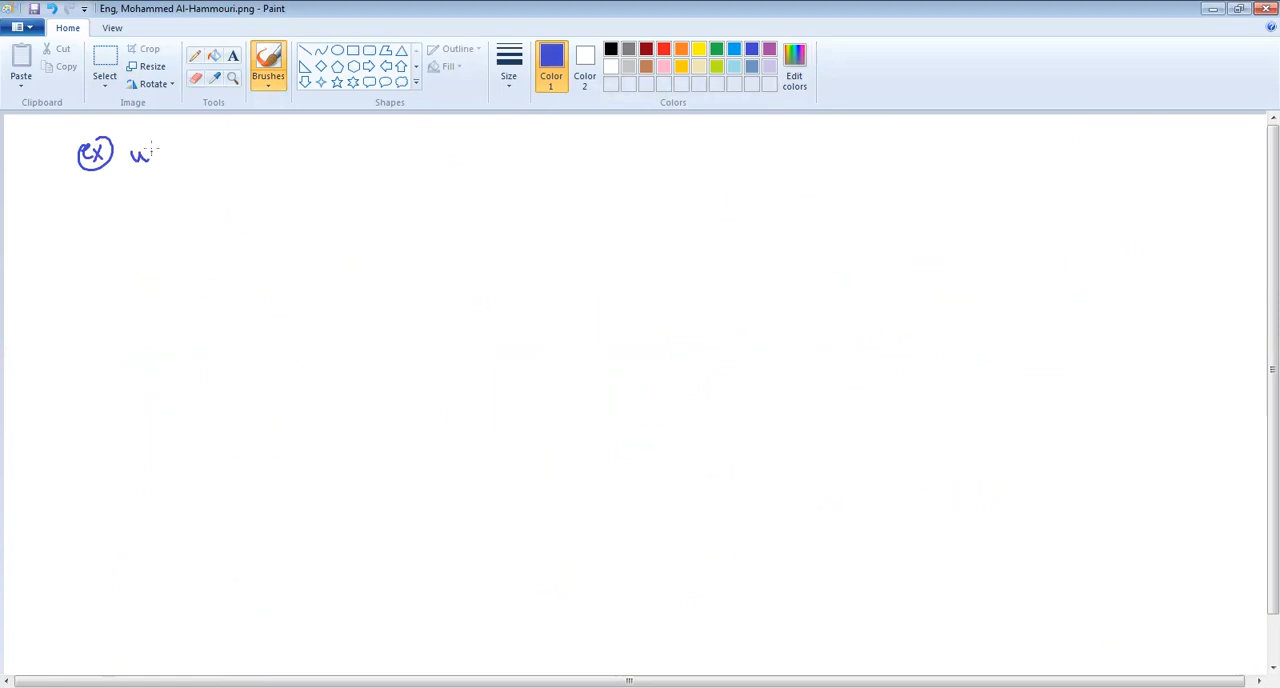 Eng, Mohammed Al-Hammouri.png - Paint
Home View
Paste
Cut
Copy
Clipboard
Select
Crop
Resize
Rotate
Image
A
Tools
Brushes
Outline
Fill
Shapes
Size
Color
1
Color
2
Edit
colors
Colors
ex u